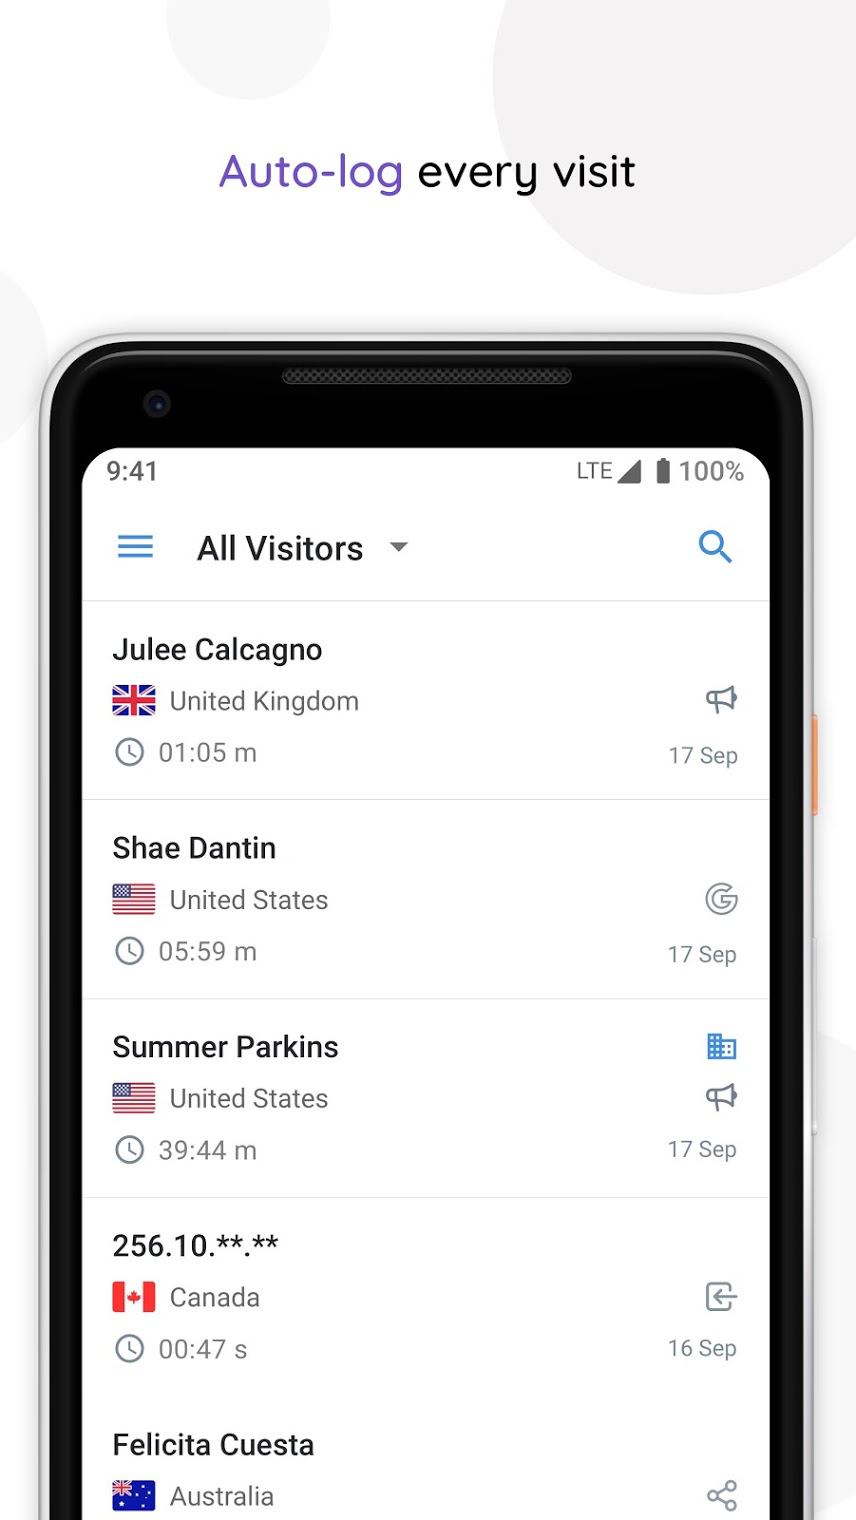 Auto-log every visit
9:41 LTE 100%
All Visitors
Julee Calcagno
United Kingdom
01:05 m 17 Sep
Shae Dantin
United States
05:59 m 17 Sep
Summer Parkins
United States
39:44 m 17 Sep
256.10.**.**
Canada
00:47 s 16 Sep
Felicita Cuesta
Australia